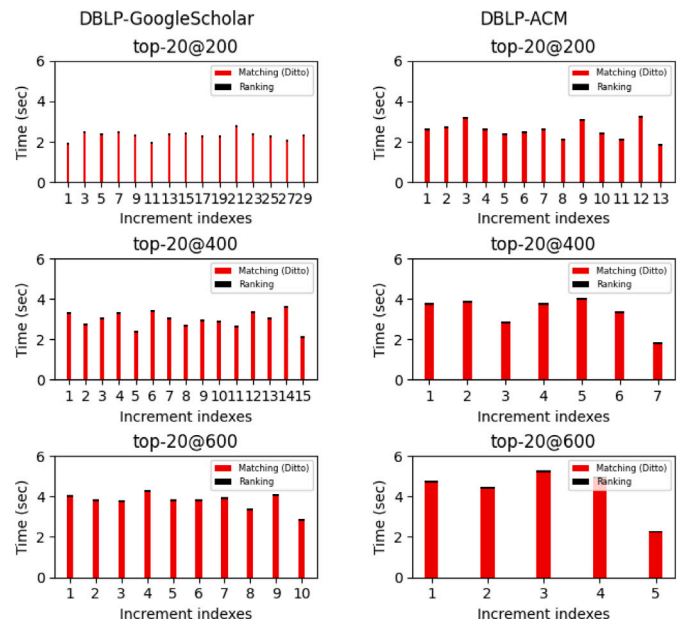 DBLP-GoogleScholar
top-20@200
Time (sec)
6
4
2
0
Matching (Ditto)
Ranking
1 3 5 7 9 11 13 15 17 19 21 23 25 27 29
Increment indexes
top-20@400
Time (sec)
6
4
2
0
Matching (Ditto)
Ranking
1 2 3 4 5 6 7 8 9 10 11 12 13 14 15
Increment indexes
top-20@600
Time (sec)
6
4
2
0
Matching (Ditto)
Ranking
1 2 3 4 5 6 7 8 9 10
Increment indexes
DBLP-ACM
top-20@200
Time (sec)
6
4
2
0
Matching (Ditto)
Ranking
1 2 3 4 5 6 7 8 9 10 11 12 13
Increment indexes
top-20@400
Time (sec)
6
4
2
0
Matching (Ditto)
Ranking
1 2 3 4 5 6 7
Increment indexes
top-20@600
Time (sec)
6
4
2
0
Matching (Ditto)
Ranking
1 2 3 4 5
Increment indexes